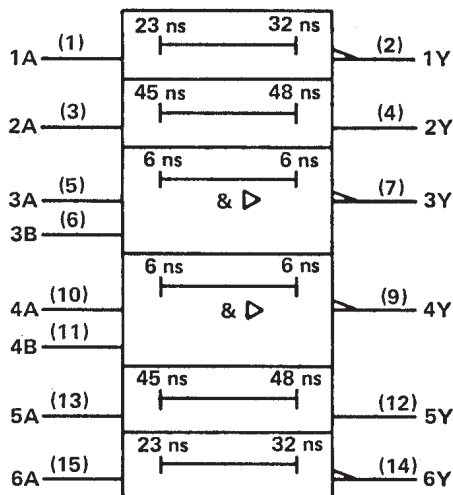 23 ns 32 ns
1A (1) (2) 1Y
45 ns 48 ns
2A (3) (4) 2Y
6 ns 6 ns
3A (5) & ▷ (7) 3Y
3B (6)
6 ns 6 ns
4A (10) & ▷ (9) 4Y
4B (11)
45 ns 48 ns
5A (13) (12) 5Y
23 ns 32 ns
6A (15) (14) 6Y